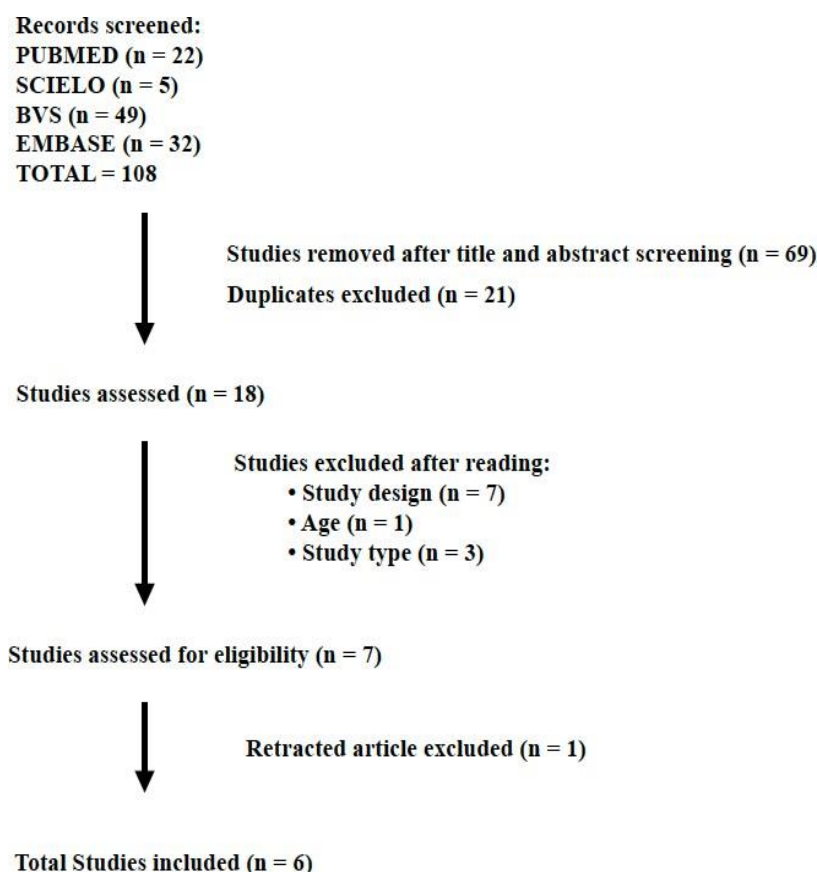 Records screened:
PUBMED (n = 22)
SCIELO (n = 5)
BVS (n = 49)
EMBASE (n = 32)
TOTAL = 108
Studies removed after title and abstract screening (n = 69)
Duplicates excluded (n = 21)
Studies assessed (n = 18)
Studies excluded after reading:
• Study design (n = 7)
• Age (n = 1)
• Study type (n = 3)
Studies assessed for eligibility (n = 7)
Retracted article excluded (n = 1)
Total Studies included (n = 6)